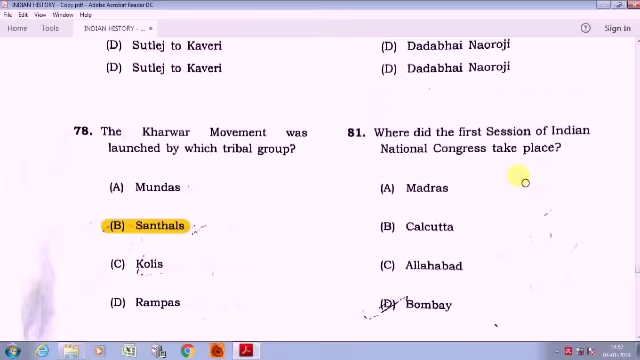 INDIAN HISTORY - Copy.pdf - Adobe Acrobat Reader DC
File Edit View Window Help
Home Tools INDIAN HISTORY - ... × Sign In
(D) Sutlej to Kaveri
(D) Sutlej to Kaveri
78. The Kharwar Movement was
launched by which tribal group?
(A) Mundas
(B) Santhals
(C) Kolis
(D) Rampas
(D) Dadabhai Naoroji
(D) Dadabhai Naoroji
81. Where did the first Session of Indian
National Congress take place?
(A) Madras
(B) Calcutta
(C) Allahabad
(D) Bombay